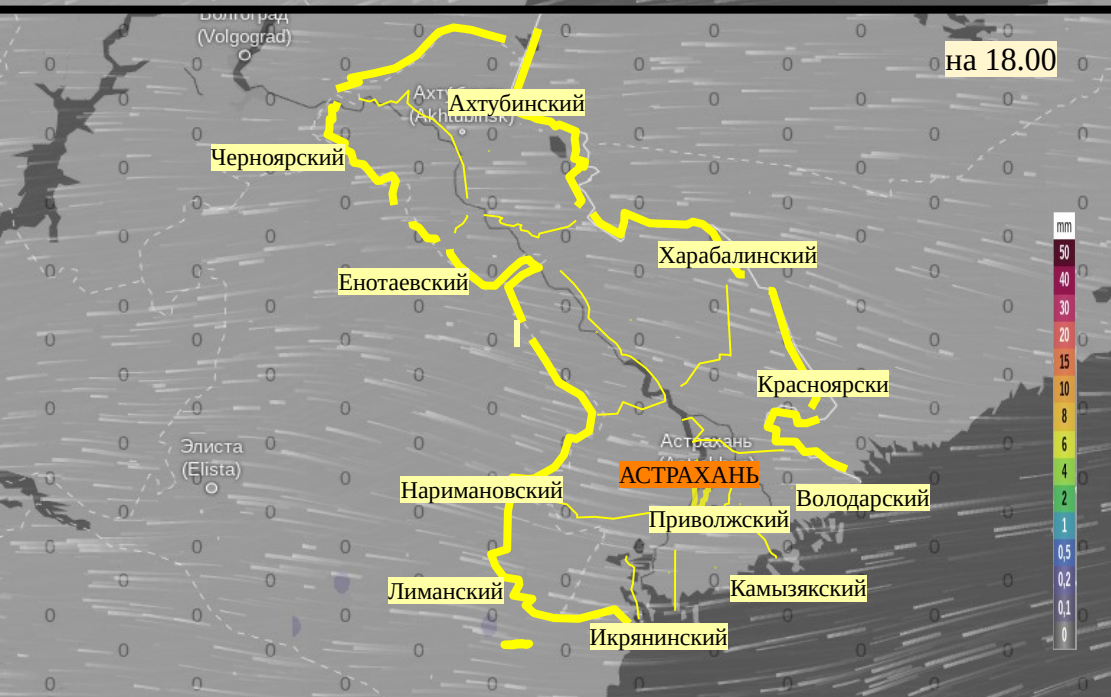 Волгоград
(Volgograd)
на 18.00
Ахтубинский
(Akhtubinsk)
Черноярский
mm
50
40
30
20
15
10
8
6
4
2
1
0,5
0,2
0,1
0
Харабалинский
Енотаевский
Красноярски
Элиста
(Elista)
Астрахань
АСТРАХАНЬ
Наримановский
Володарский
Приволжский
Лиманский
Камызякский
Икрянинский